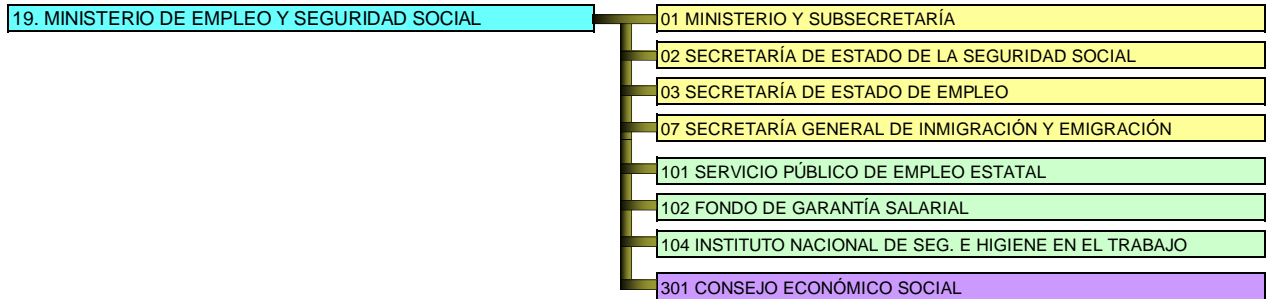 19. MINISTERIO DE EMPLEO Y SEGURIDAD SOCIAL
01 MINISTERIO Y SUBSECRETARÍA
02 SECRETARÍA DE ESTADO DE LA SEGURIDAD SOCIAL
03 SECRETARÍA DE ESTADO DE EMPLEO
07 SECRETARÍA GENERAL DE INMIGRACIÓN Y EMIGRACIÓN
101 SERVICIO PÚBLICO DE EMPLEO ESTATAL
102 FONDO DE GARANTÍA SALARIAL
104 INSTITUTO NACIONAL DE SEG. E HIGIENE EN EL TRABAJO
301 CONSEJO ECONÓMICO SOCIAL